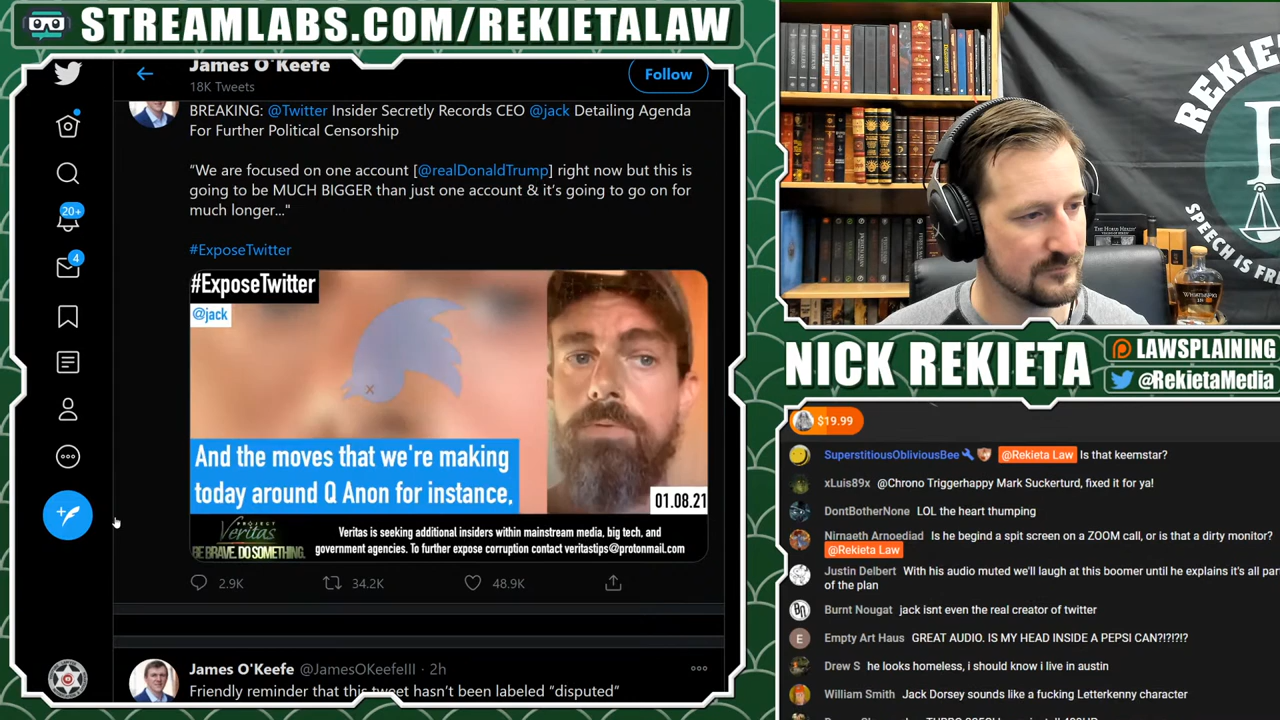 STREAMLABS.COM/REKIETALAW
James O'Keefe
18K Tweets
Follow
BREAKING: @Twitter Insider Secretly Records CEO @jack Detailing Agenda
For Further Political Censorship
“We are focused on one account [@realDonaldTrump] right now but this is
going to be MUCH BIGGER than just one account & it’s going to go on for
much longer..."
#ExposeTwitter
#ExposeTwitter
@jack
And the moves that we're making
today around Q Anon for instance,
01.08.21
PROJECT
Veritas
BE BRAVE. DO SOMETHING.
Veritas is seeking additional insiders within mainstream media, big tech, and
government agencies. To further expose corruption contact veritastips@protonmail.com
2.9K
34.2K
48.9K
James O'Keefe @JamesOKeefeIII · 2h
Friendly reminder that this tweet hasn't been labeled “disputed”
20+
4
REKIE
SPEECH IS FR
NICK REKIETA
LAWSPLAINING
@RekietaMedia
$19.99
SuperstitiousObliviousBee @Rekieta Law Is that keemstar?
xLuis89x @Chrono Triggerhappy Mark Suckerturd, fixed it for ya!
DontBotherNone LOL the heart thumping
Nirnaeth Arnoediad Is he begind a spit screen on a ZOOM call, or is that a dirty monitor?
@Rekieta Law
Justin Delbert With his audio muted we'll laugh at this boomer until he explains it's all par
of the plan
Burnt Nougat jack isnt even the real creator of twitter
E
Empty Art Haus GREAT AUDIO. IS MY HEAD INSIDE A PEPSI CAN?!?!?!?
Drew S he looks homeless, i should know i live in austin
William Smith Jack Dorsey sounds like a fucking Letterkenny character